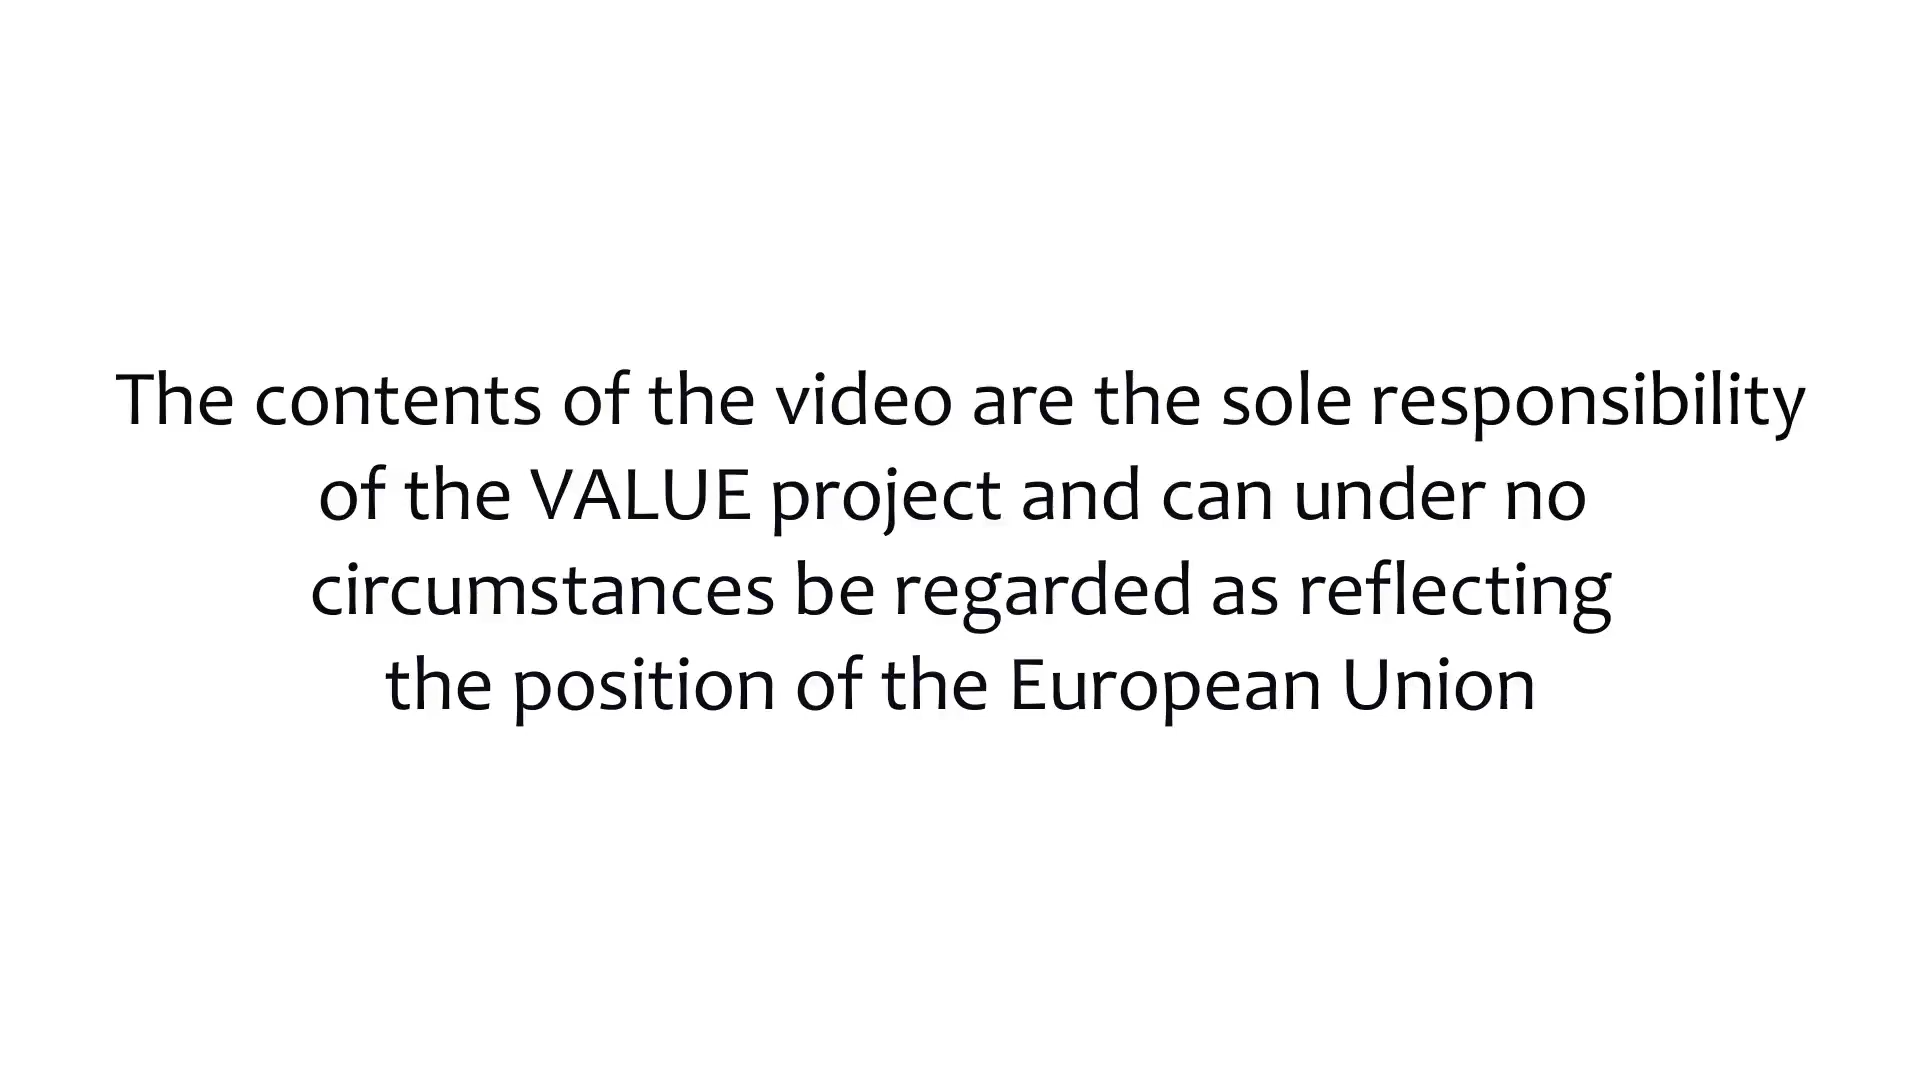 The contents of the video are the sole responsibility
of the VALUE project and can under no
circumstances be regarded as reflecting
the position of the European Union